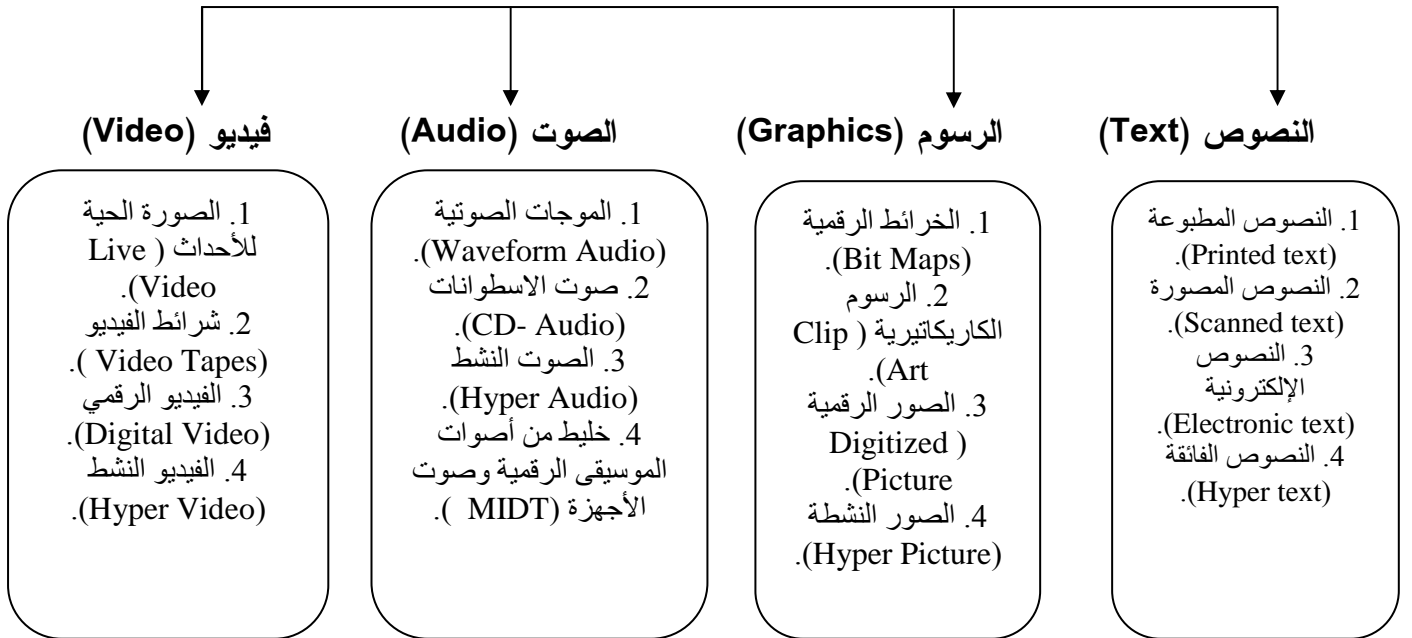 النصوص (Text)
الرسوم (Graphics)
الصوت (Audio)
فيديو (Video)
1. النصوص المطبوعة
(Printed text).
2. النصوص المصورة
(Scanned text).
3. النصوص
الإلكترونية
(Electronic text).
4. النصوص الفائقة
(Hyper text).
1. الخرائط الرقمية
(Bit Maps).
2. الرسوم
الكاريكاتيرية ( Clip
Art).
3. الصور الرقمية
( Digitized
Picture).
4. الصور النشطة
(Hyper Picture).
1. الموجات الصوتية
(Waveform Audio).
2. صوت الاسطوانات
(CD- Audio).
3. الصوت النشط
(Hyper Audio).
4. خليط من أصوات
الموسيقى الرقمية وصوت
الأجهزة (MIDT ).
1. الصورة الحية
للأحداث ( Live
Video).
2. شرائط الفيديو
(Video Tapes ).
3. الفيديو الرقمي
(Digital Video).
4. الفيديو النشط
(Hyper Video).